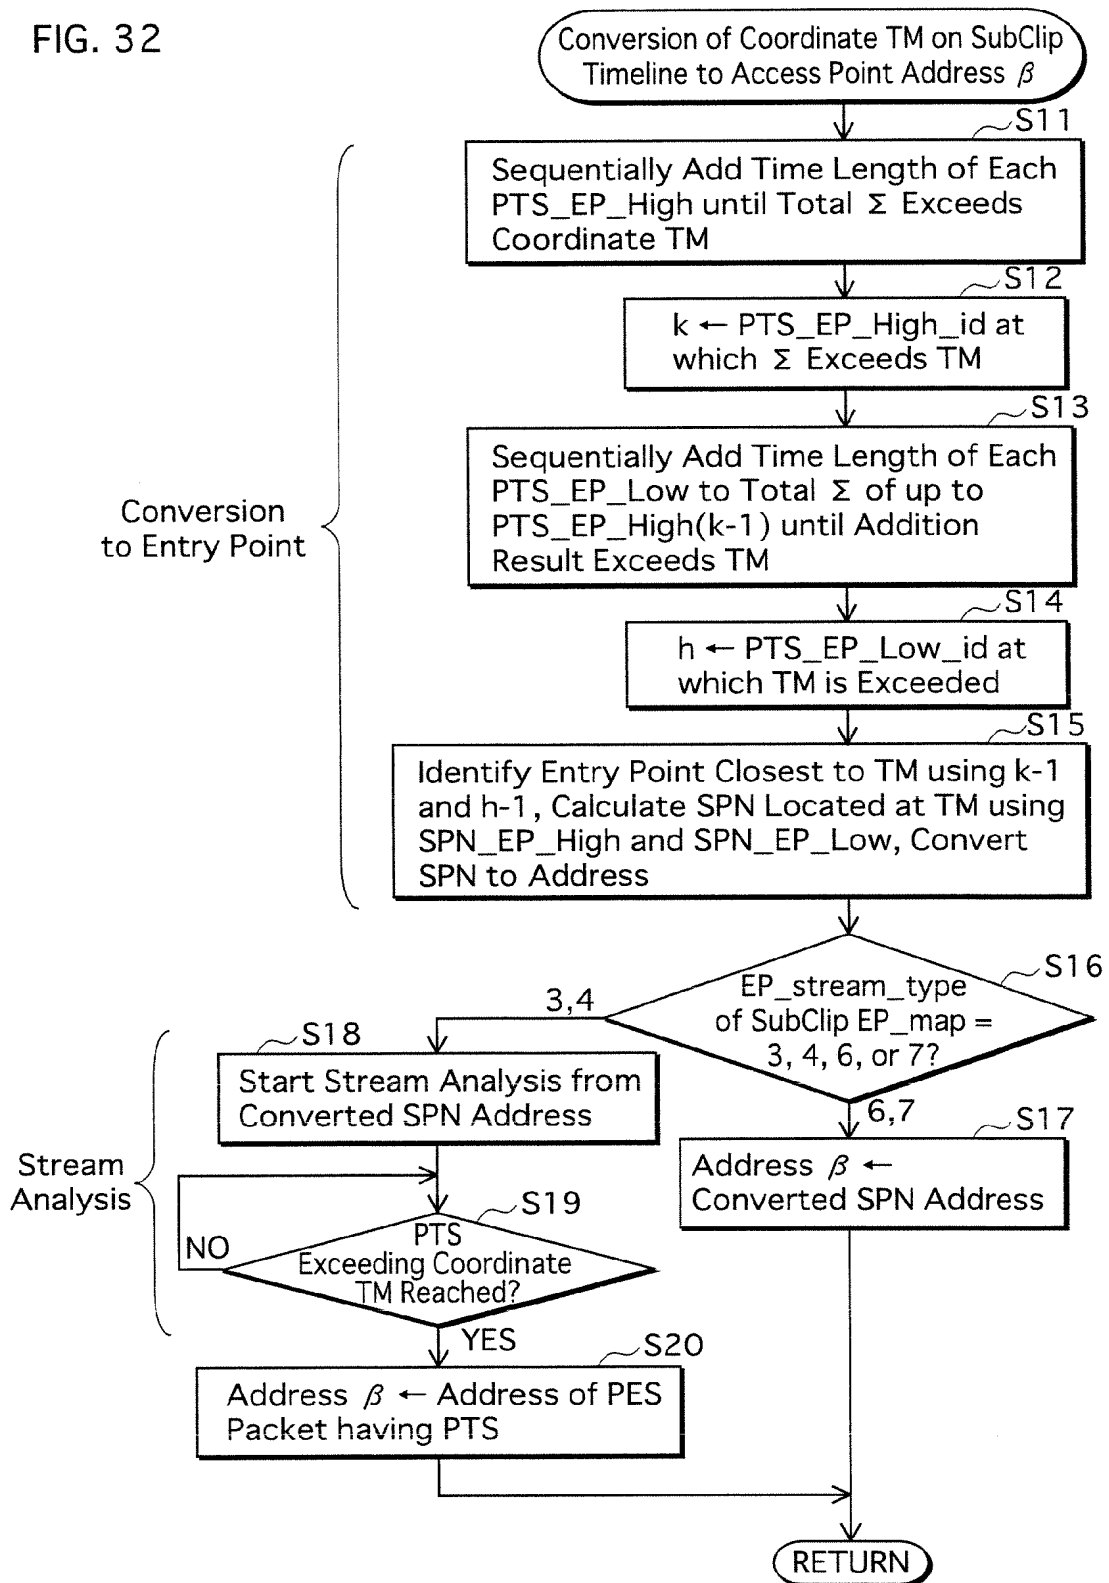 FIG. 32
Conversion of Coordinate TM on SubClip
Timeline to Access Point Address β
S11
Sequentially Add Time Length of Each
PTS_EP_High until Total Σ Exceeds
Coordinate TM
S12
k ← PTS_EP_High_id at
which Σ Exceeds TM
S13
Sequentially Add Time Length of Each
PTS_EP_Low to Total Σ of up to
PTS_EP_High(k-1) until Addition
Result Exceeds TM
Conversion
to Entry Point
S14
h ← PTS_EP_Low_id at
which TM is Exceeded
S15
Identify Entry Point Closest to TM using k-1
and h-1, Calculate SPN Located at TM using
SPN_EP_High and SPN_EP_Low, Convert
SPN to Address
S16
EP_stream_type
of SubClip EP_map =
3, 4, 6, or 7?
3,4
6,7
S18
Start Stream Analysis from
Converted SPN Address
S17
Address β ←
Converted SPN Address
Stream
Analysis
S19
PTS
Exceeding Coordinate
TM Reached?
NO
YES
S20
Address β ← Address of PES
Packet having PTS
RETURN